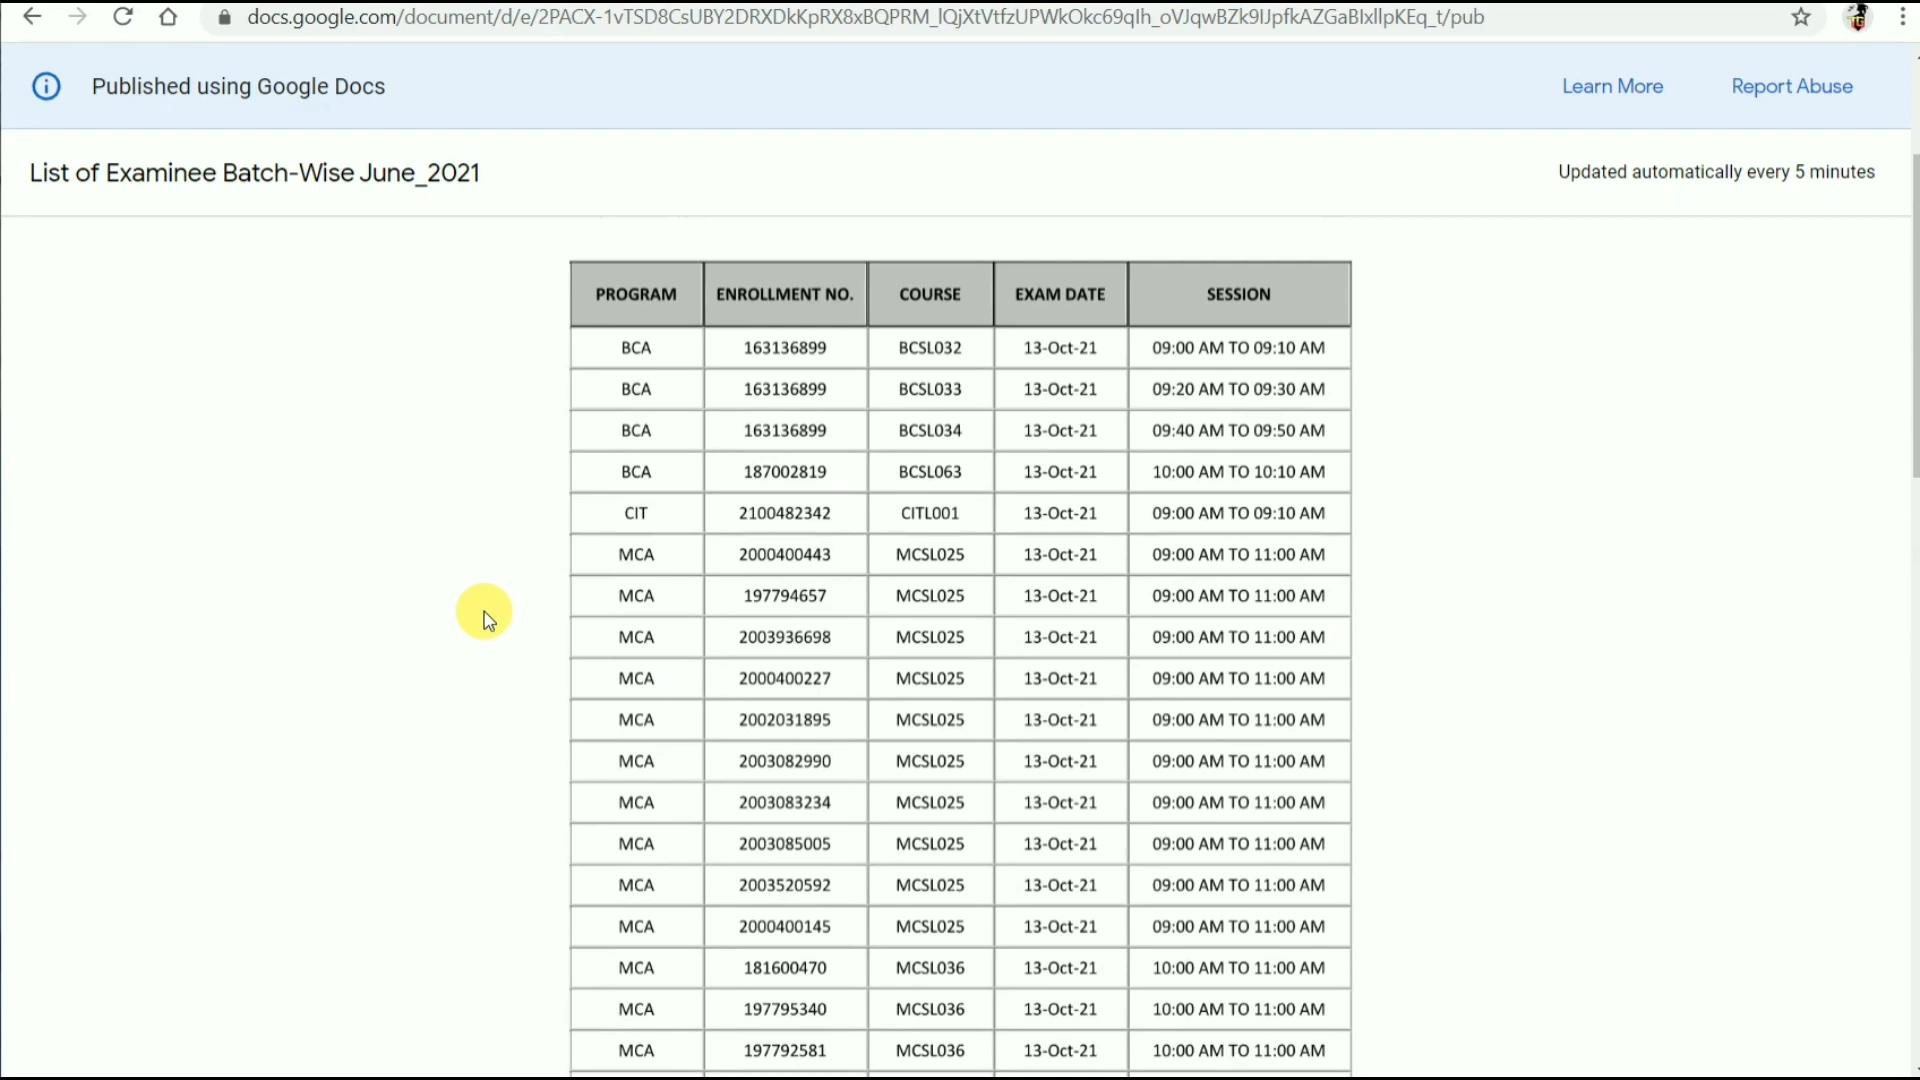 docs.google.com/document/d/e/2PACX-1vTSD8CsUBY2DRXDkKpRX8xBQPRM_lQjXtVtfzUPWkOkc69qIh_oVJqwBZk9IJpfkAZGaBIxllpKEq_t/pub
Published using Google Docs Learn More Report Abuse
List of Examinee Batch-Wise June_2021 Updated automatically every 5 minutes
PROGRAM ENROLLMENT NO. COURSE EXAM DATE SESSION
BCA 163136899 BCSL032 13-Oct-21 09:00 AM TO 09:10 AM
BCA 163136899 BCSL033 13-Oct-21 09:20 AM TO 09:30 AM
BCA 163136899 BCSL034 13-Oct-21 09:40 AM TO 09:50 AM
BCA 187002819 BCSL063 13-Oct-21 10:00 AM TO 10:10 AM
CIT 2100482342 CITL001 13-Oct-21 09:00 AM TO 09:10 AM
MCA 2000400443 MCSL025 13-Oct-21 09:00 AM TO 11:00 AM
MCA 197794657 MCSL025 13-Oct-21 09:00 AM TO 11:00 AM
MCA 2003936698 MCSL025 13-Oct-21 09:00 AM TO 11:00 AM
MCA 2000400227 MCSL025 13-Oct-21 09:00 AM TO 11:00 AM
MCA 2002031895 MCSL025 13-Oct-21 09:00 AM TO 11:00 AM
MCA 2003082990 MCSL025 13-Oct-21 09:00 AM TO 11:00 AM
MCA 2003083234 MCSL025 13-Oct-21 09:00 AM TO 11:00 AM
MCA 2003085005 MCSL025 13-Oct-21 09:00 AM TO 11:00 AM
MCA 2003520592 MCSL025 13-Oct-21 09:00 AM TO 11:00 AM
MCA 2000400145 MCSL025 13-Oct-21 09:00 AM TO 11:00 AM
MCA 181600470 MCSL036 13-Oct-21 10:00 AM TO 11:00 AM
MCA 197795340 MCSL036 13-Oct-21 10:00 AM TO 11:00 AM
MCA 197792581 MCSL036 13-Oct-21 10:00 AM TO 11:00 AM